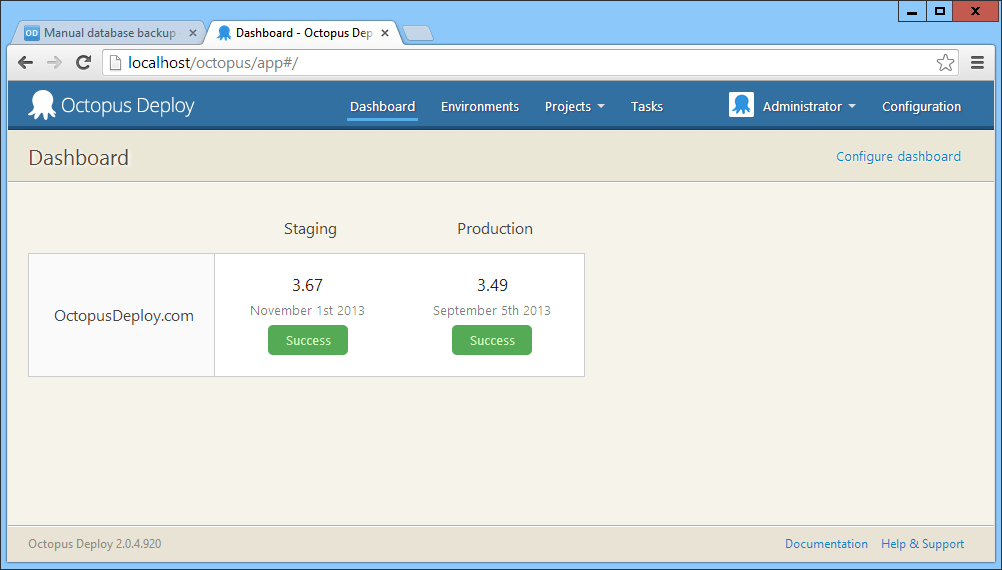 OD Manual database backup
Dashboard - Octopus Dep
localhost/octopus/app#/
Octopus Deploy Dashboard Environments Projects Tasks Administrator Configuration
Dashboard Configure dashboard
Staging Production
3.67 3.49
November 1st 2013 September 5th 2013
OctopusDeploy.com
Success Success
Octopus Deploy 2.0.4.920 Documentation Help & Support